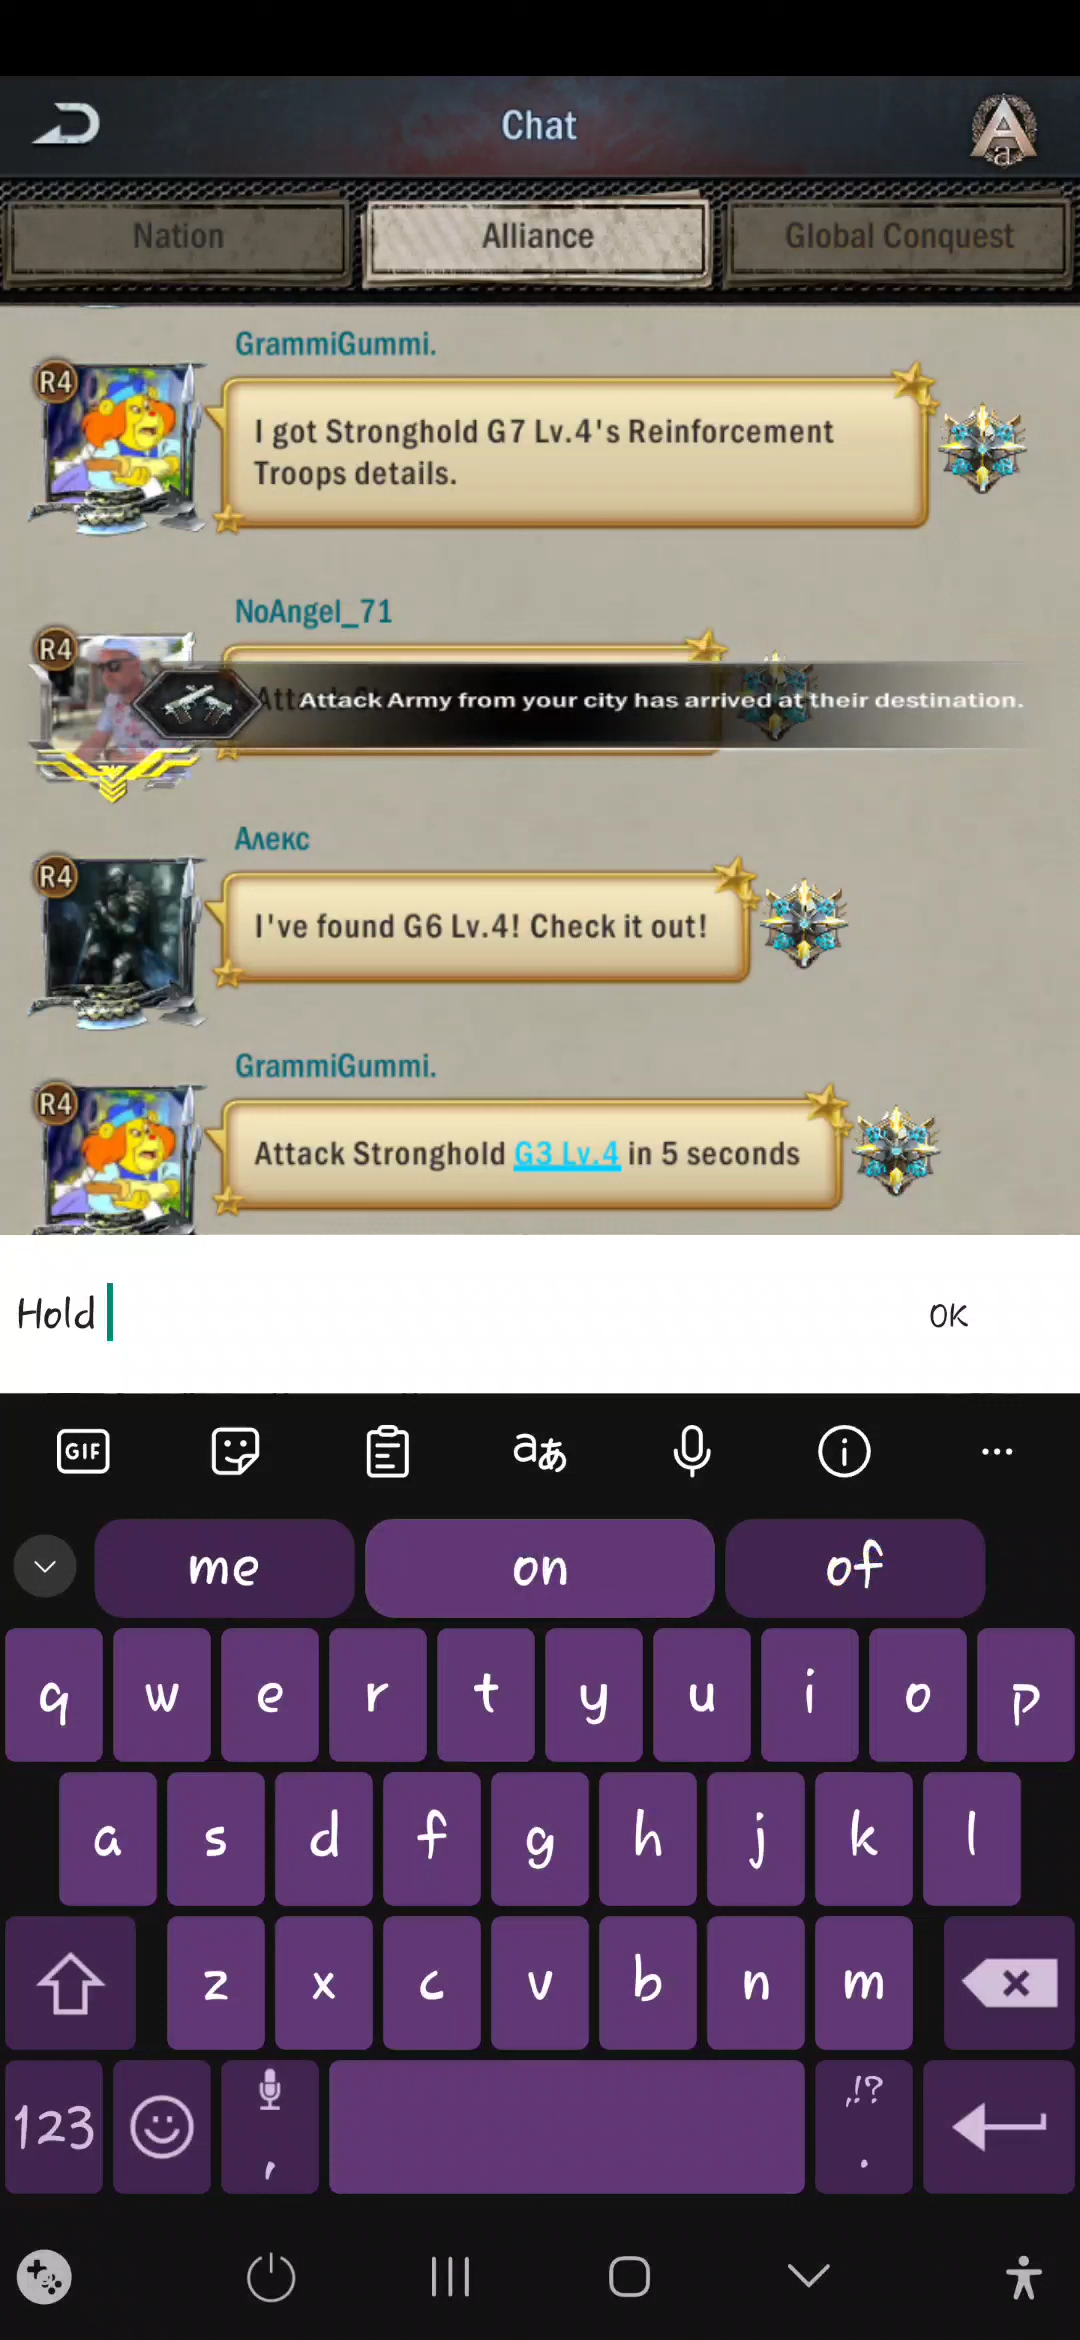 Chat
A
a
Nation
Alliance
Global Conquest
GrammiGummi.
R4
I got Stronghold G7 Lv.4's Reinforcement
Troops details.
NoAngel_71
R4
Attack Army from your city has arrived at their destination.
Алекс
R4
I've found G6 Lv.4! Check it out!
GrammiGummi.
R4
Attack Stronghold G3 Lv.4 in 5 seconds
Hold
OK
GIF
aあ
me
on
of
q w e r t y u i o p
a s d f g h j k l
z x c v b n m
123
,
,!?
.